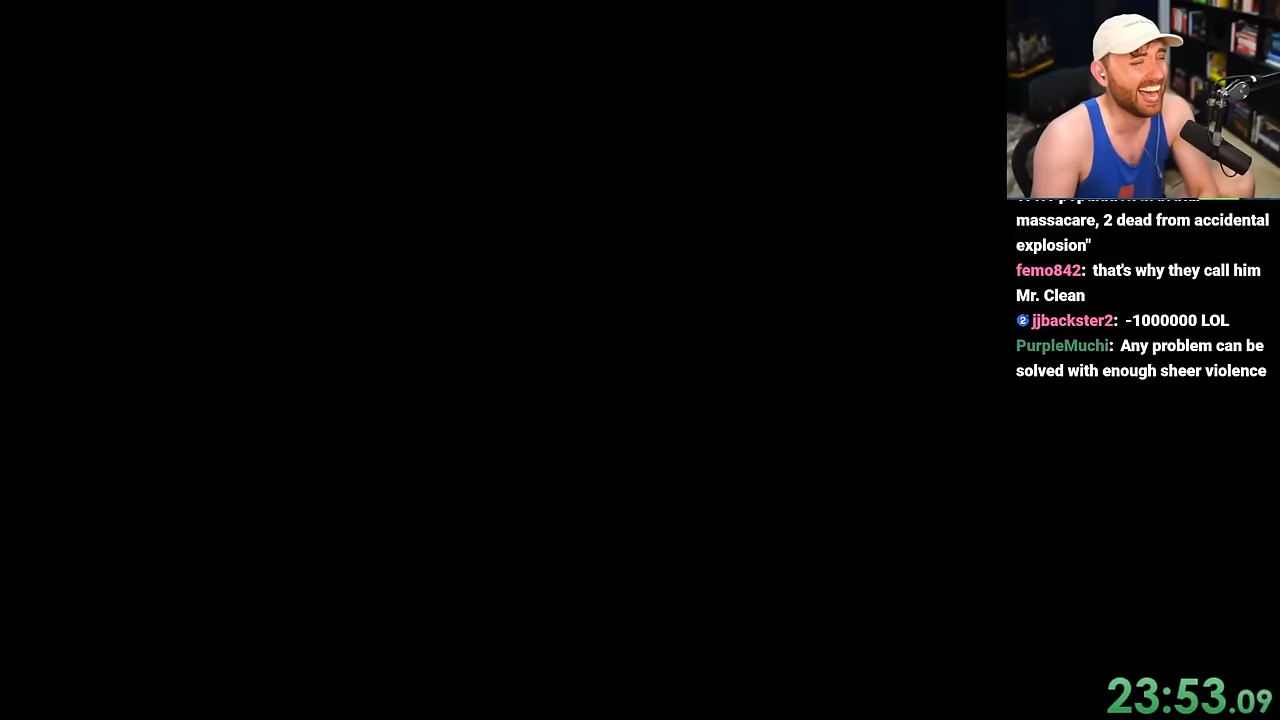 massacare, 2 dead from accidental
explosion"
femo842: that's why they call him
Mr. Clean
2 jjbackster2: -1000000 LOL
PurpleMuchi: Any problem can be
solved with enough sheer violence
23:53.09